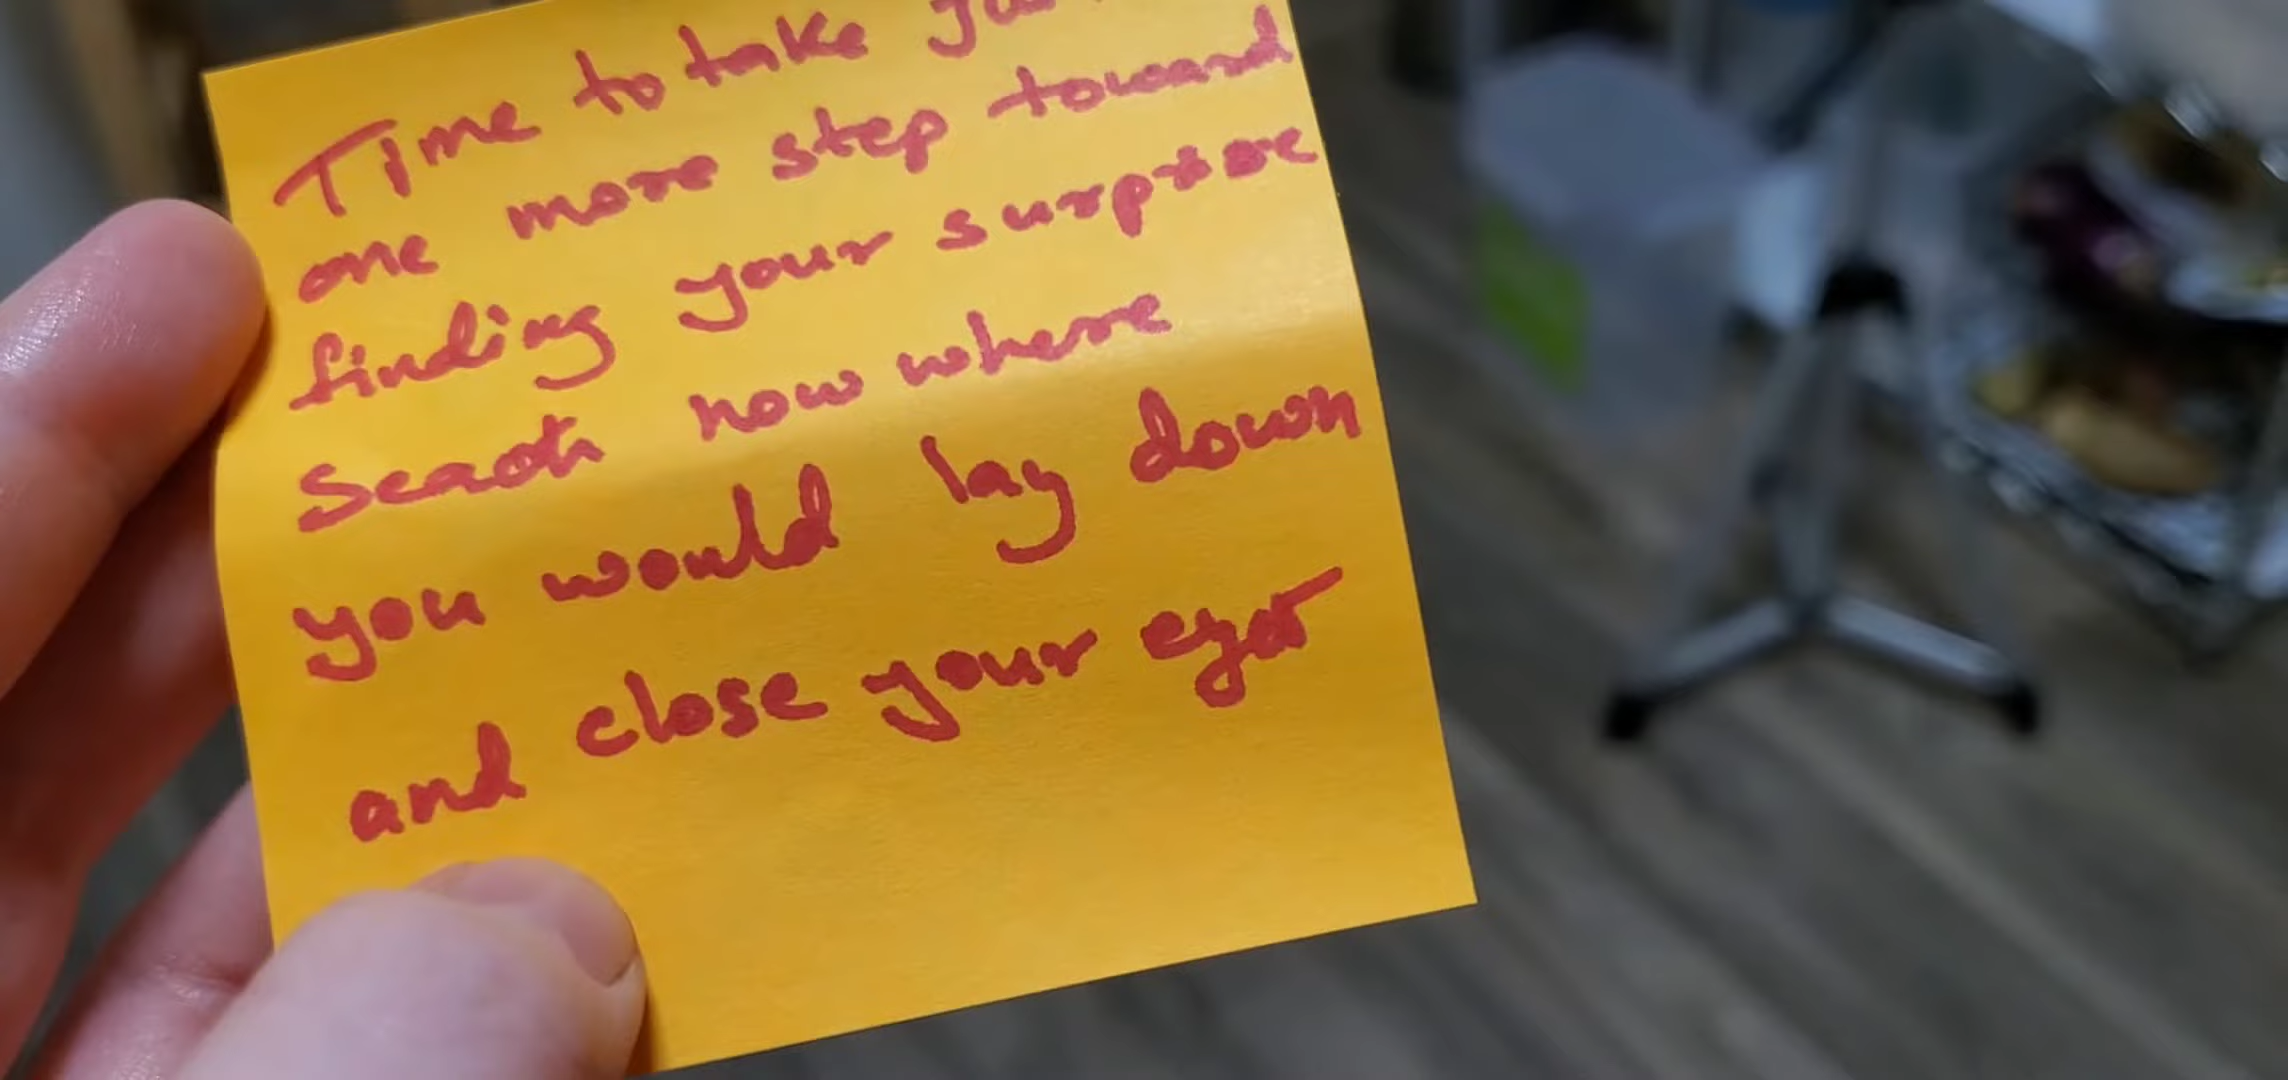 Time to take
one more step toward
finding your surprise
Search now where
you would lay down
and close your eyes